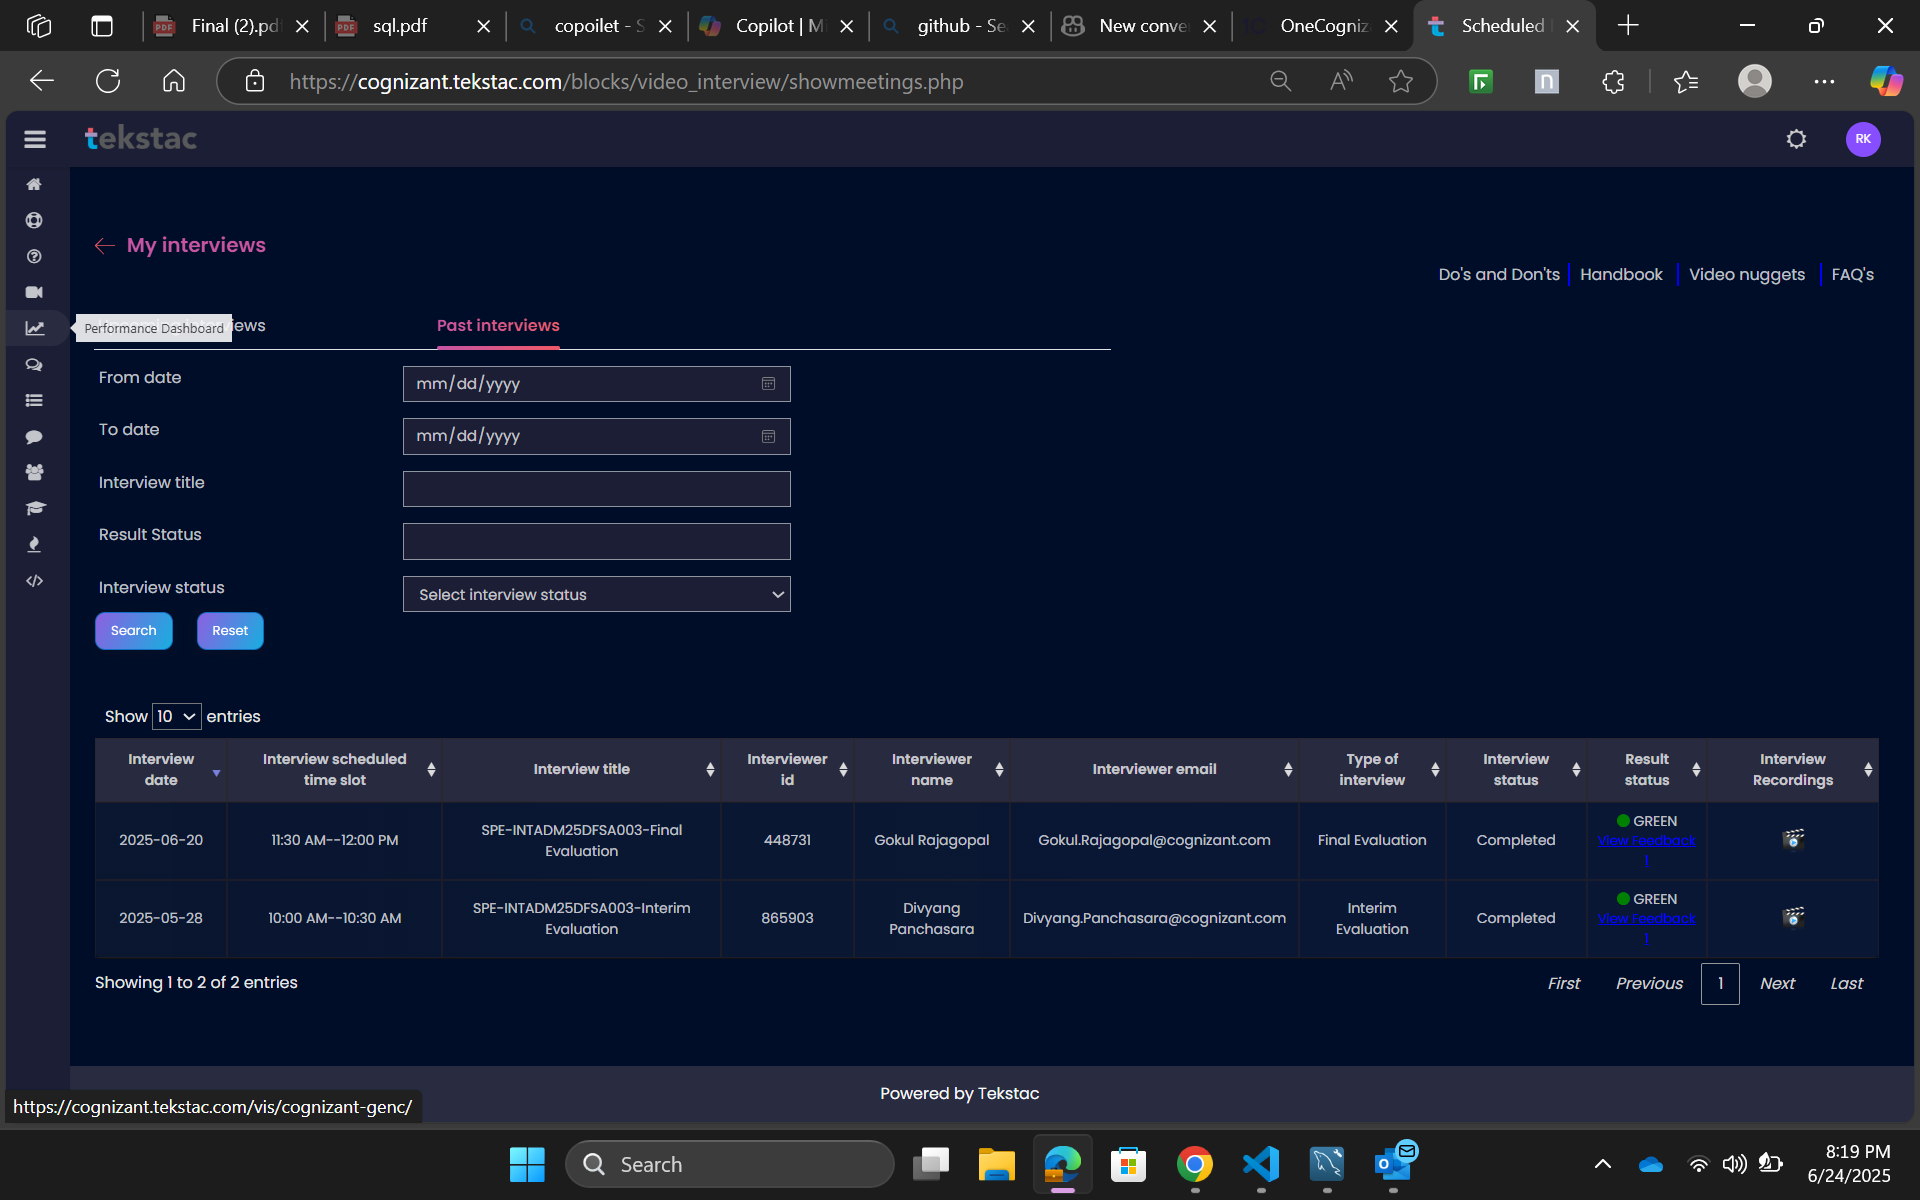 Final (2).pd
sql.pdf
copoilet - S
Copilot | Mi
github - Se
New conve
OneCogniz
Scheduled
https://cognizant.tekstac.com/blocks/video_interview/showmeetings.php
tekstac
RK
My interviews
Do's and Don'ts
Handbook
Video nuggets
FAQ's
Performance Dashboard
iews
Past interviews
From date
mm/dd/yyyy
To date
mm/dd/yyyy
Interview title
Result Status
Interview status
Select interview status
Search
Reset
Show 10 entries
Interview date
Interview scheduled time slot
Interview title
Interviewer id
Interviewer name
Interviewer email
Type of interview
Interview status
Result status
Interview Recordings
2025-06-20
11:30 AM--12:00 PM
SPE-INTADM25DFSA003-Final Evaluation
448731
Gokul Rajagopal
Gokul.Rajagopal@cognizant.com
Final Evaluation
Completed
GREEN
View Feedback
|
2025-05-28
10:00 AM--10:30 AM
SPE-INTADM25DFSA003-Interim Evaluation
865903
Divyang Panchasara
Divyang.Panchasara@cognizant.com
Interim Evaluation
Completed
GREEN
View Feedback
|
Showing 1 to 2 of 2 entries
First
Previous
1
Next
Last
Powered by Tekstac
https://cognizant.tekstac.com/vis/cognizant-genc/
Search
8:19 PM
6/24/2025